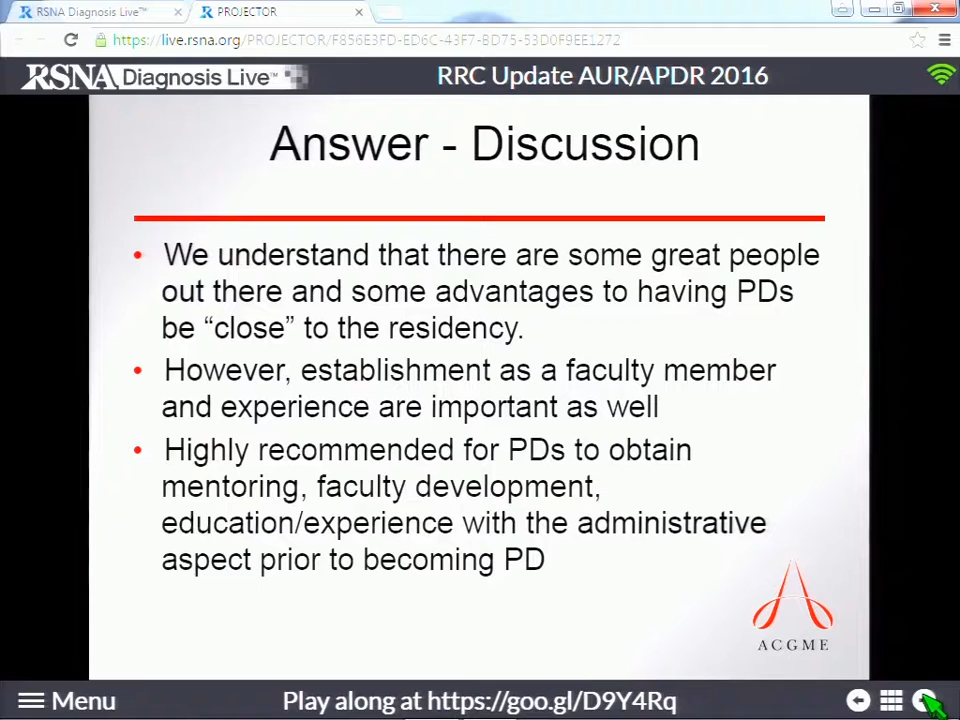 RSNA Diagnosis Live™
PROJECTOR
https://live.rsna.org/PROJECTOR/F856E3FD-ED6C-43F7-BD75-53D0F9EE1272
RSNA Diagnosis Live™
RRC Update AUR/APDR 2016
Answer - Discussion
• We understand that there are some great people
out there and some advantages to having PDs
be “close” to the residency.
• However, establishment as a faculty member
and experience are important as well
• Highly recommended for PDs to obtain
mentoring, faculty development,
education/experience with the administrative
aspect prior to becoming PD
ACGME
Menu
Play along at https://goo.gl/D9Y4Rq